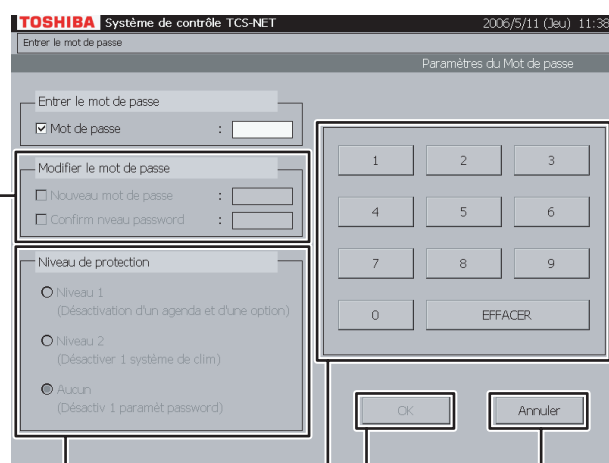 TOSHIBA Système de contrôle TCS-NET 2006/5/11 (Jeu) 11:38
Entrer le mot de passe
Paramètres du Mot de passe
Entrer le mot de passe
Mot de passe :
Modifier le mot de passe
Nouveau mot de passe :
Confirm nveau password :
Niveau de protection
Niveau 1
(Désactivation d'un agenda et d'une option)
Niveau 2
(Désactiver 1 système de clim)
Aucun
(Désactiv 1 paramèt password)
1 2 3
4 5 6
7 8 9
0 EFFACER
OK Annuler